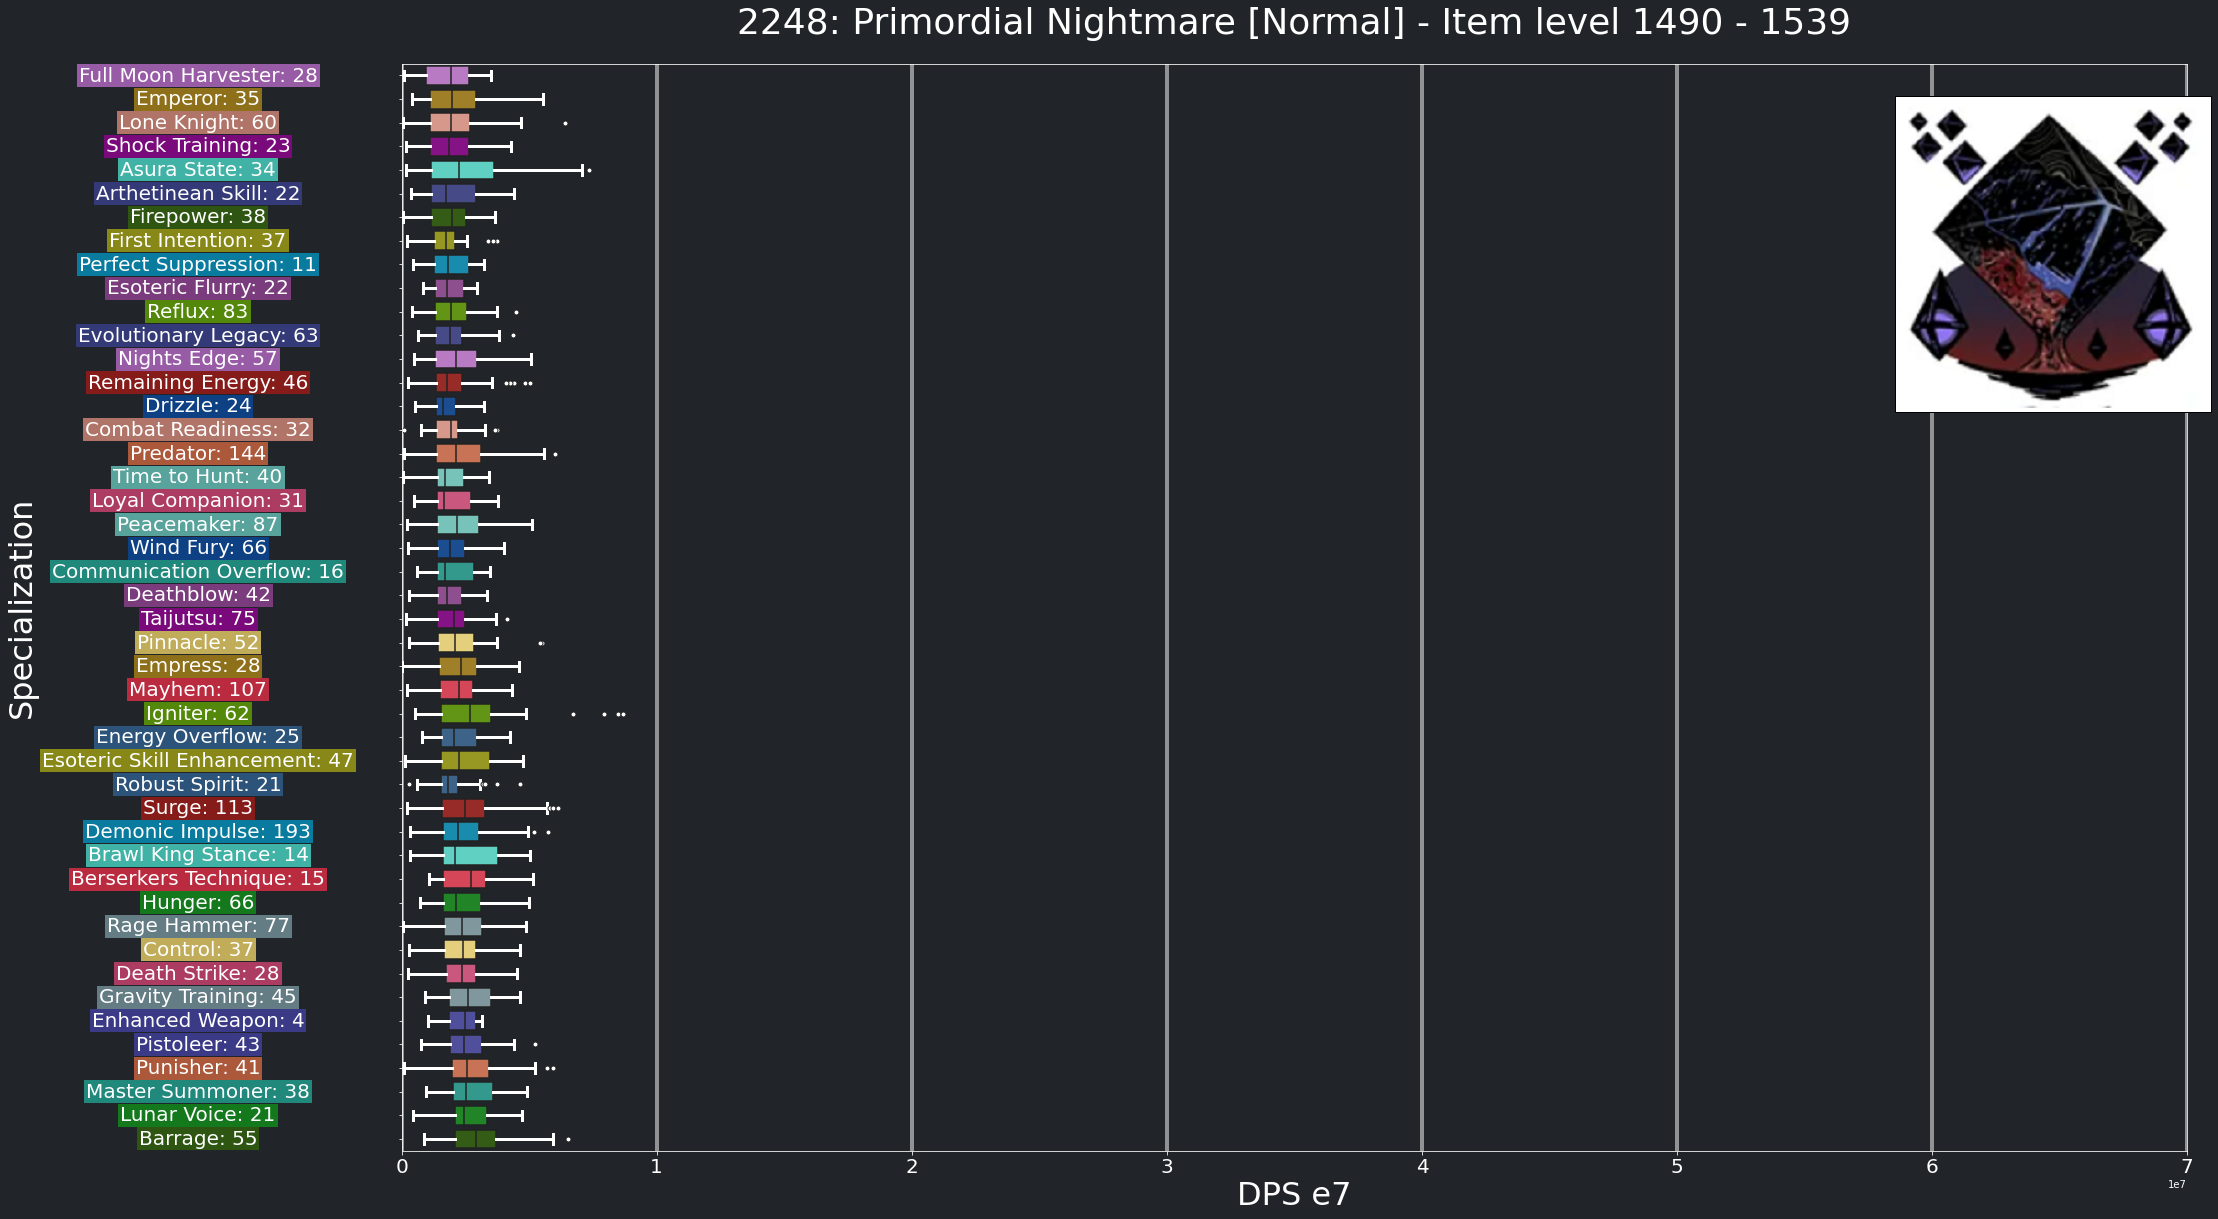 2248: Primordial Nightmare [Normal] - Item level 1490 - 1539
Specialization
Full Moon Harvester: 28
Emperor: 35
Lone Knight: 60
Shock Training: 23
Asura State: 34
Arthetinean Skill: 22
Firepower: 38
First Intention: 37
Perfect Suppression: 11
Esoteric Flurry: 22
Reflux: 83
Evolutionary Legacy: 63
Nights Edge: 57
Remaining Energy: 46
Drizzle: 24
Combat Readiness: 32
Predator: 144
Time to Hunt: 40
Loyal Companion: 31
Peacemaker: 87
Wind Fury: 66
Communication Overflow: 16
Deathblow: 42
Taijutsu: 75
Pinnacle: 52
Empress: 28
Mayhem: 107
Igniter: 62
Energy Overflow: 25
Esoteric Skill Enhancement: 47
Robust Spirit: 21
Surge: 113
Demonic Impulse: 193
Brawl King Stance: 14
Berserkers Technique: 15
Hunger: 66
Rage Hammer: 77
Control: 37
Death Strike: 28
Gravity Training: 45
Enhanced Weapon: 4
Pistoleer: 43
Punisher: 41
Master Summoner: 38
Lunar Voice: 21
Barrage: 55
0 1 2 3 4 5 6 7
1e7
DPS e7